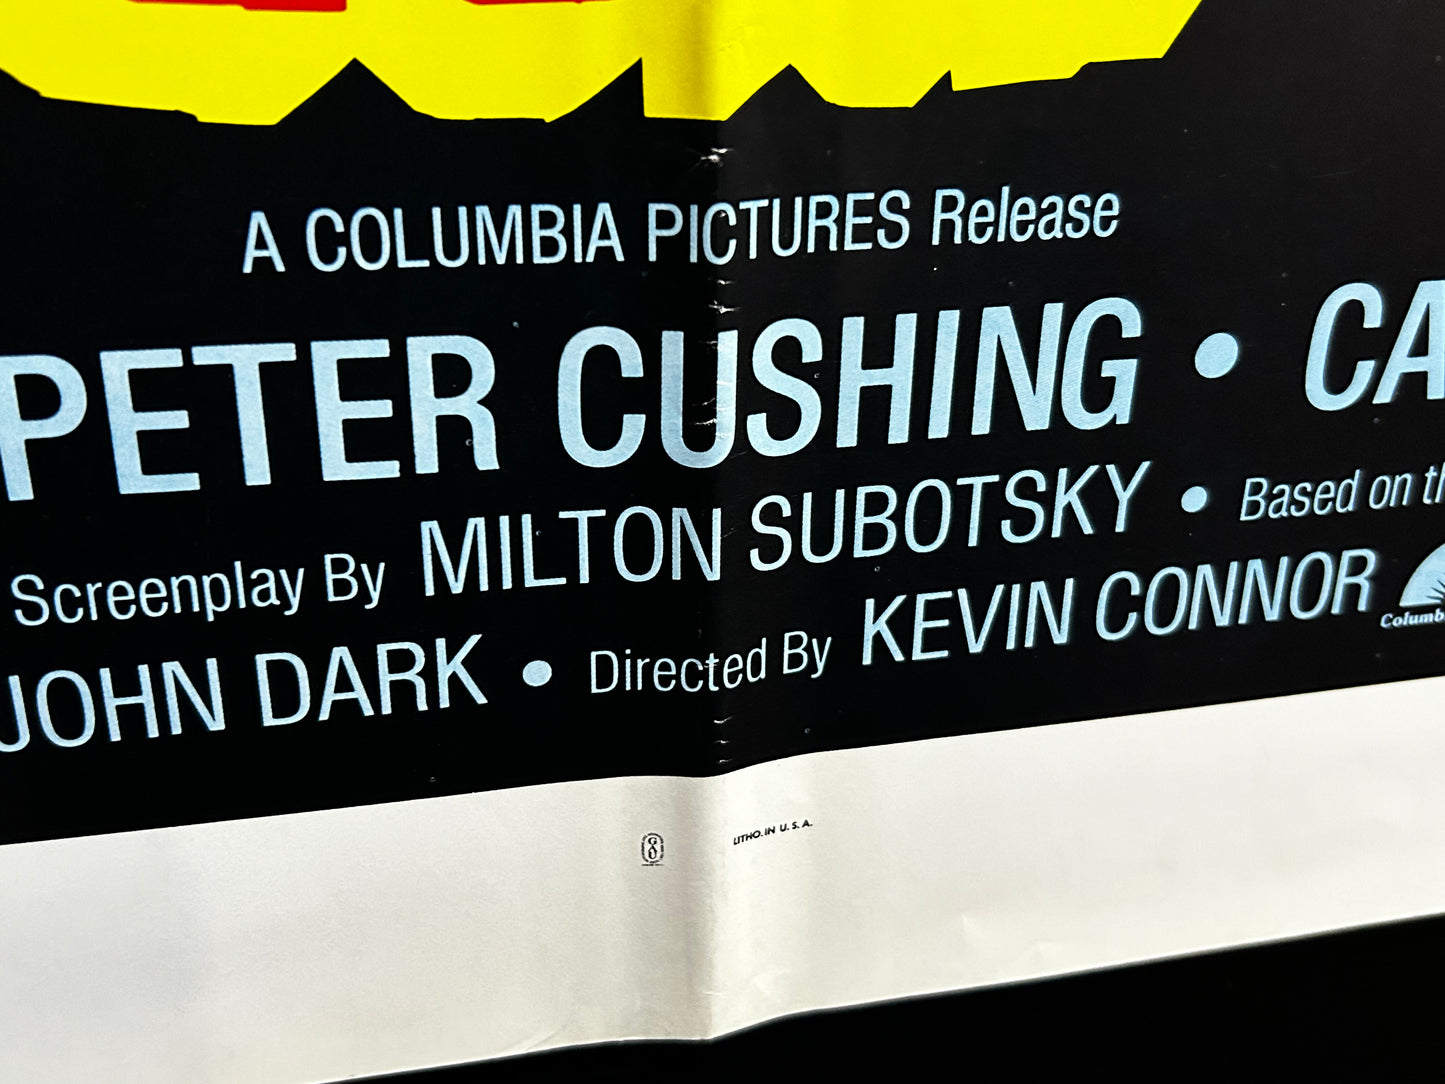 A COLUMBIA PICTURES Release
PETER CUSHING • CA
Screenplay By MILTON SUBOTSKY • Based on th
JOHN DARK • Directed By KEVIN CONNOR
Columb
GAU
LITHO. IN U.S.A.